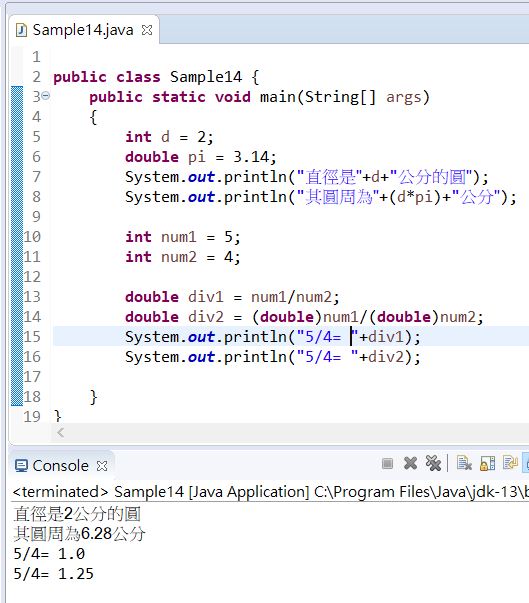 Sample14.java
1
2 public class Sample14 {
3 public static void main(String[] args)
4 {
5 int d = 2;
6 double pi = 3.14;
7 System.out.println("直徑是"+d+"公分的圓");
8 System.out.println("其圓周為"+(d*pi)+"公分");
9
10 int num1 = 5;
11 int num2 = 4;
12
13 double div1 = num1/num2;
14 double div2 = (double)num1/(double)num2;
15 System.out.println("5/4= "+div1);
16 System.out.println("5/4= "+div2);
17
18 }
19 }
Console
<terminated> Sample14 [Java Application] C:\Program Files\Java\jdk-13\b
直徑是2公分的圓
其圓周為6.28公分
5/4= 1.0
5/4= 1.25